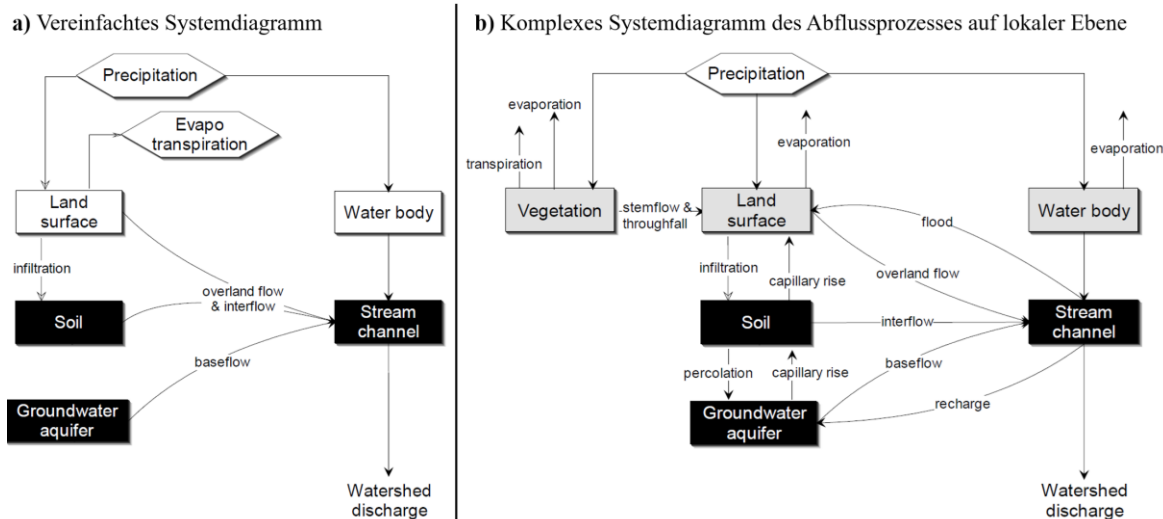 a) Vereinfachtes Systemdiagramm
Precipitation
Evapo
transpiration
Land
surface
Water body
infiltration
overland flow
& interflow
Soil
Stream
channel
baseflow
Groundwater
aquifer
Watershed
discharge
b) Komplexes Systemdiagramm des Abflussprozesses auf lokaler Ebene
Precipitation
evaporation
transpiration
evaporation
evaporation
Vegetation
stemflow &
throughfall
Land
surface
Water body
flood
infiltration
capillary rise
overland flow
Soil
interflow
Stream
channel
percolation
capillary rise
baseflow
recharge
Groundwater
aquifer
Watershed
discharge